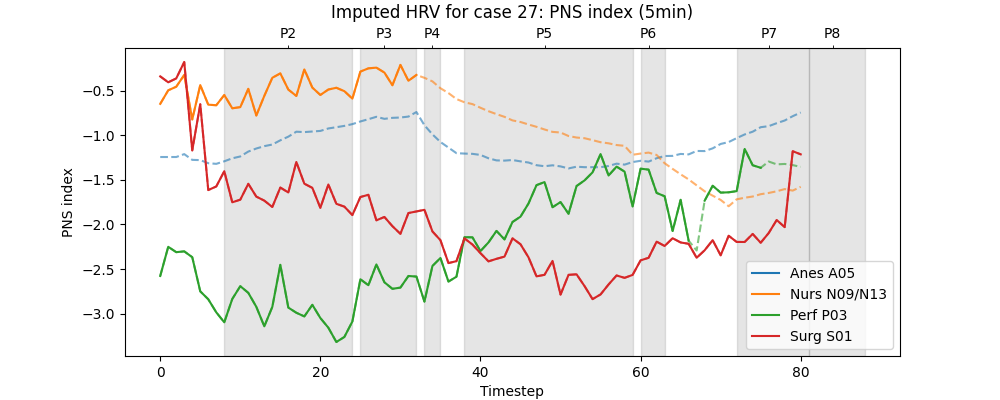 Imputed HRV for case 27: PNS index (5min)
P2 P3 P4 P5 P6 P7 P8
−0.5
−1.0
−1.5
−2.0
−2.5
−3.0
PNS index
Anes A05
Nurs N09/N13
Perf P03
Surg S01
0 20 40 60 80
Timestep